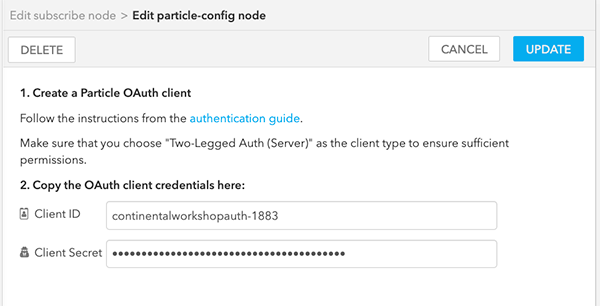 Edit subscribe node > Edit particle-config node
DELETE
CANCEL
UPDATE
1. Create a Particle OAuth client
Follow the instructions from the authentication guide.
Make sure that you choose "Two-Legged Auth (Server)" as the client type to ensure sufficient
permissions.
2. Copy the OAuth client credentials here:
Client ID
continentalworkshopauth-1883
Client Secret
••••••••••••••••••••••••••••••••••••••••